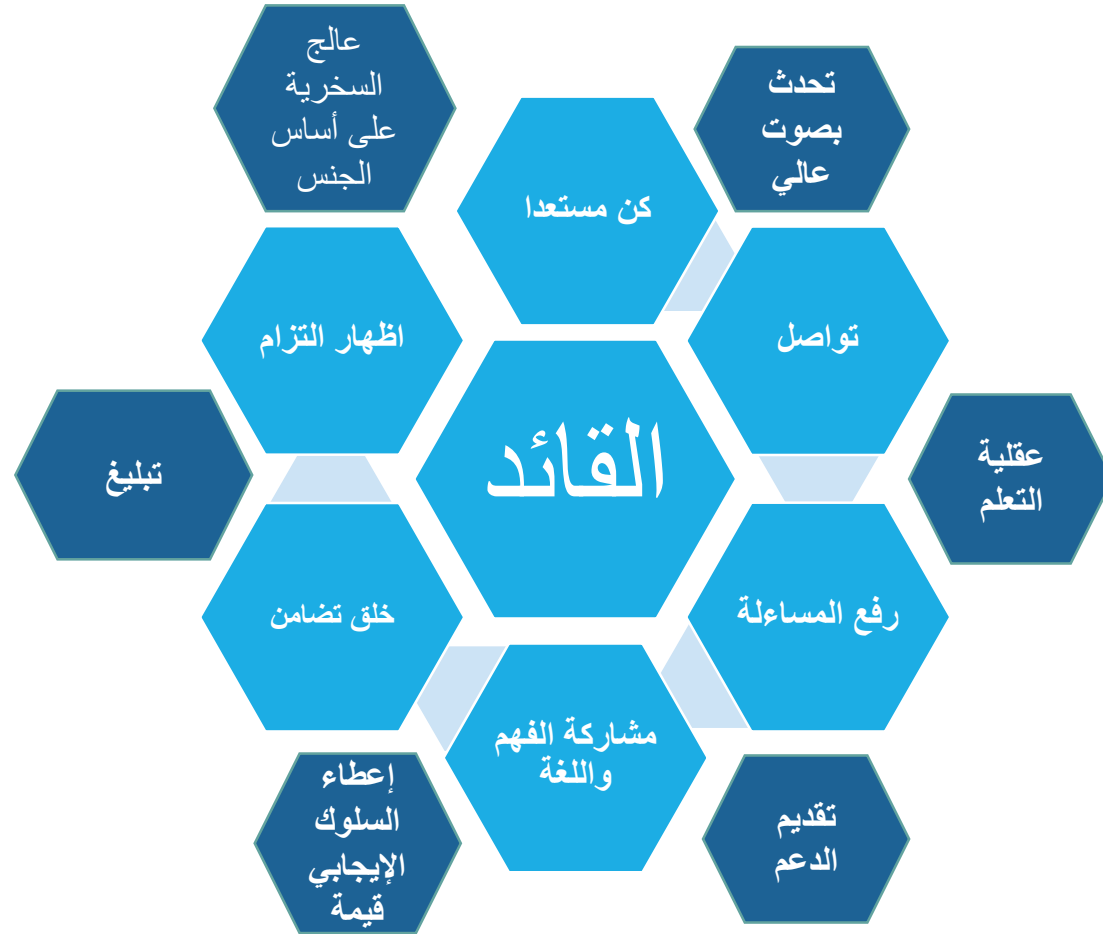 عالج
السخرية
على أساس
الجنس
تحدث
بصوت
عالي
كن مستعدا
اظهار التزام
تواصل
القائد
تبليغ
عقلية
التعلم
خلق تضامن
رفع المساءلة
مشاركة الفهم
واللغة
إعطاء
السلوك
الإيجابي
قيمة
تقديم
الدعم